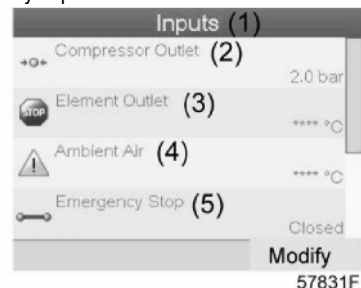 Inputs (1)
Compressor Outlet (2)
2.0 bar
STOP
Element Outlet (3)
**** °C
Ambient Air (4)
**** °C
Emergency Stop (5)
Closed
Modify
57831F